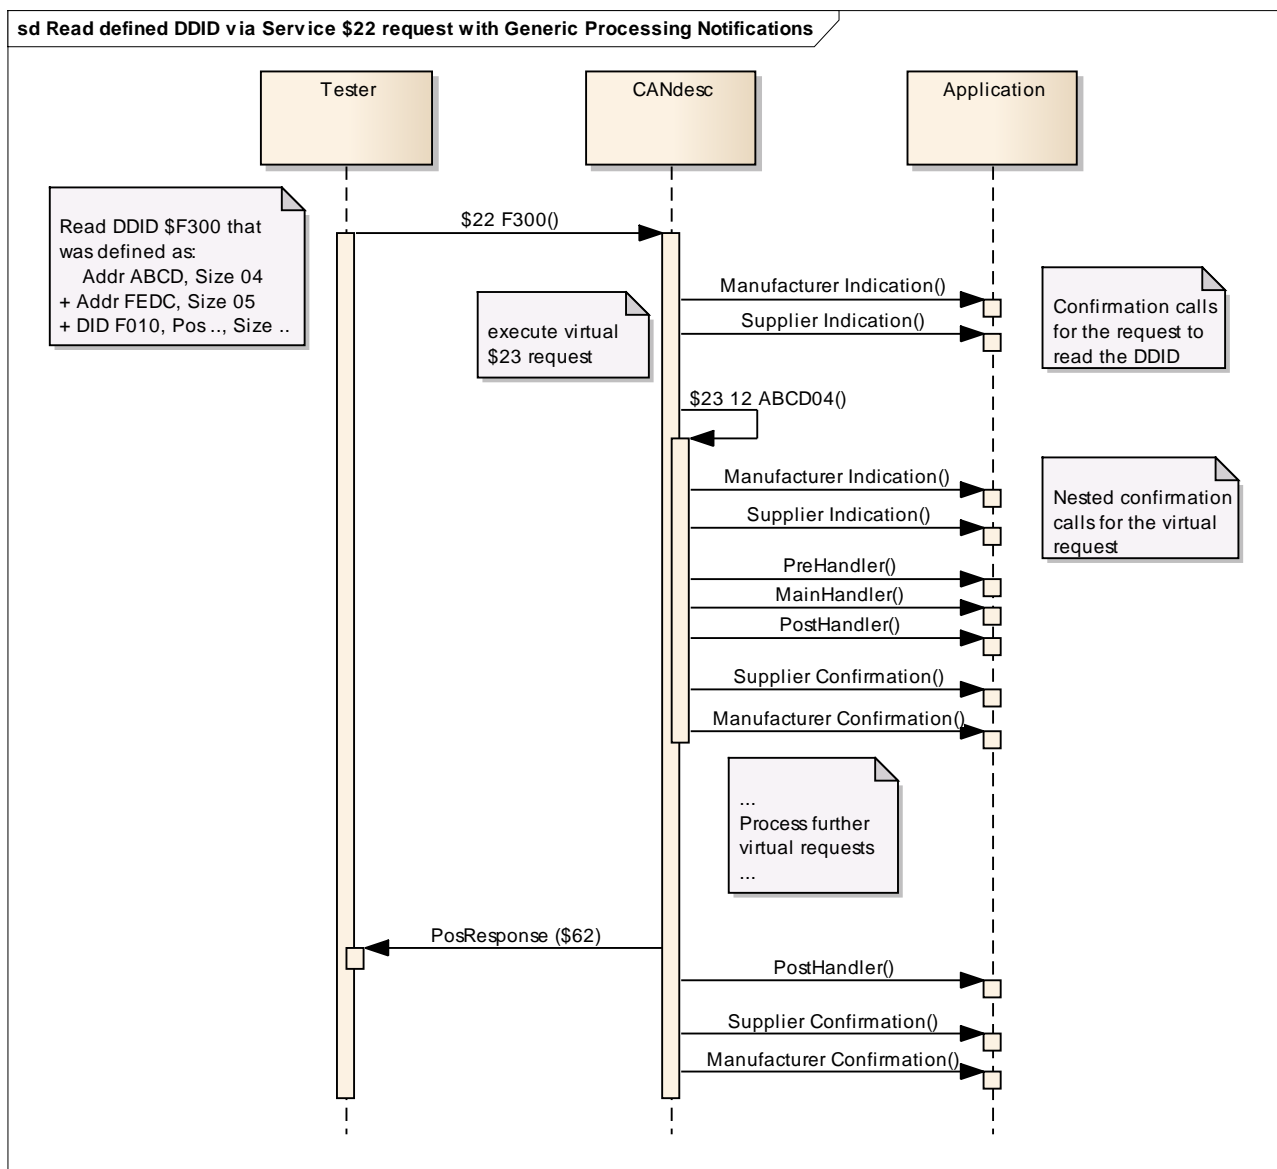 sd Read defined DDID via Service $22 request with Generic Processing Notifications
Tester
CANdesc
Application
Read DDID $F300 that
was defined as:
Addr ABCD, Size 04
+ Addr FEDC, Size 05
+ DID F010, Pos .., Size ..
$22 F300()
Manufacturer Indication()
Supplier Indication()
Confirmation calls
for the request to
read the DDID
execute virtual
$23 request
$23 12 ABCD04()
Manufacturer Indication()
Supplier Indication()
Nested confirmation
calls for the virtual
request
PreHandler()
MainHandler()
PostHandler()
Supplier Confirmation()
Manufacturer Confirmation()
...
Process further
virtual requests
...
PosResponse ($62)
PostHandler()
Supplier Confirmation()
Manufacturer Confirmation()